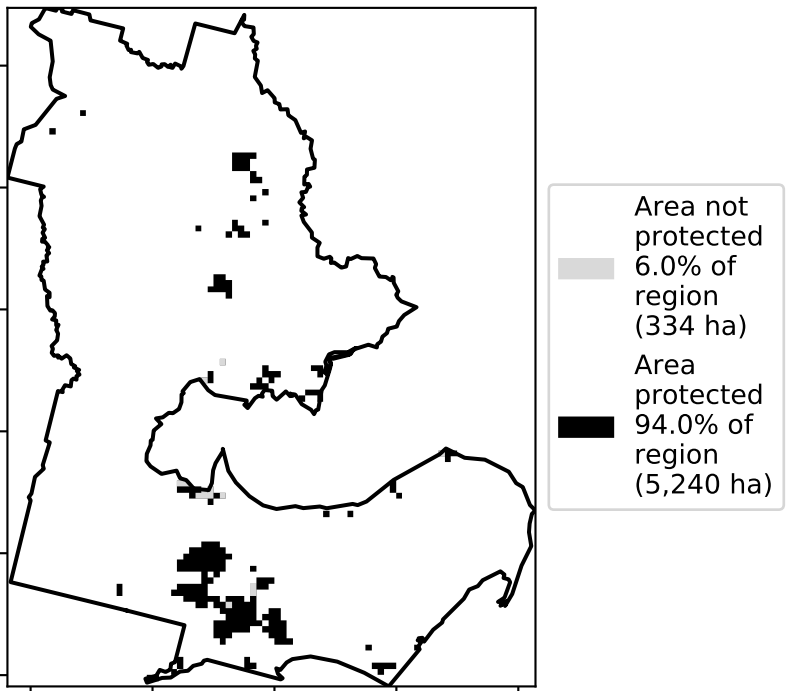 Area not
protected
6.0% of
region
(334 ha)
Area
protected
94.0% of
region
(5,240 ha)